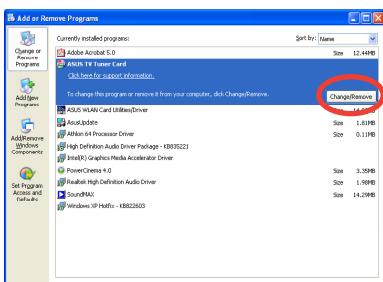 Add or Remove Programs
Currently installed programs:
Sort by: Name
Change or
Remove
Programs
Add New
Programs
Add/Remove
Windows
Components
Set Program
Access and
Defaults
Adobe Acrobat 5.0 Size 12.44MB
ASUS TV Tuner Card
Click here for support information.
To change this program or remove it from your computer, click Change/Remove.
Change/Remove
ASUS WLAN Card Utilities/Driver Size
AsusUpdate Size 1.81MB
Athlon 64 Processor Driver Size 0.11MB
High Definition Audio Driver Package - KB835221
Intel(R) Graphics Media Accelerator Driver
PowerCinema 4.0 Size 3.35MB
Realtek High Definition Audio Driver Size 1.98MB
SoundMAX Size 14.29MB
Windows XP Hotfix - KB822603